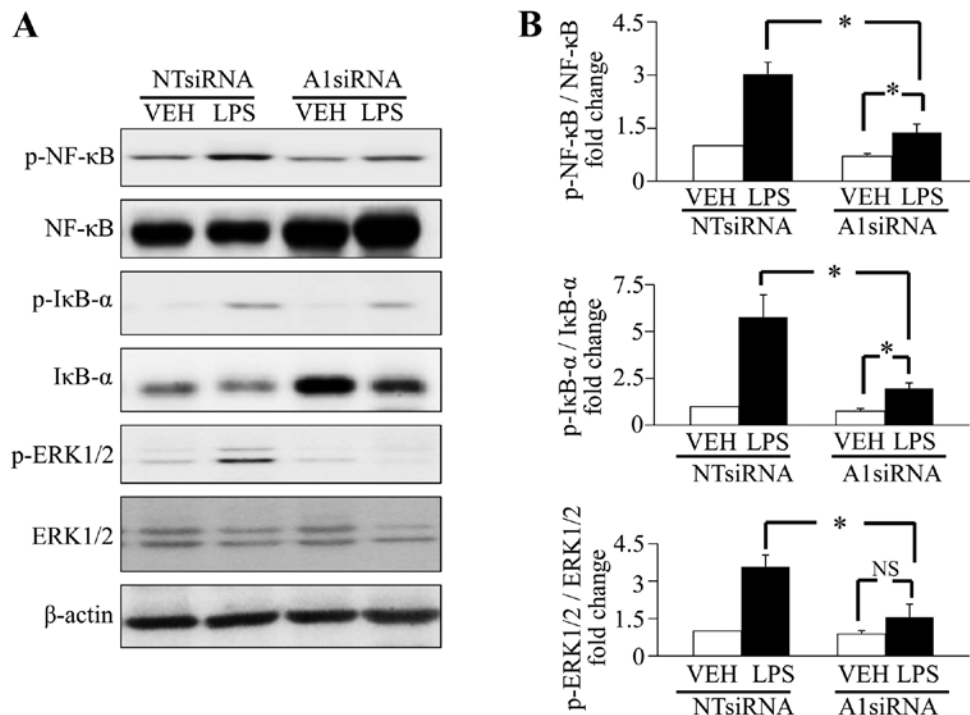 A
NTsiRNA A1siRNA
VEH LPS VEH LPS
p-NF-κB
NF-κB
p-IκB-α
IκB-α
p-ERK1/2
ERK1/2
β-actin
B
p-NF-κB / NF-κB
fold change
4.5
3
1.5
0
*
*
VEH LPS VEH LPS
NTsiRNA A1siRNA
p-IκB-α / IκB-α
fold change
7.5
5
2.5
0
*
*
VEH LPS VEH LPS
NTsiRNA A1siRNA
p-ERK1/2 / ERK1/2
fold change
4.5
3
1.5
0
*
NS
VEH LPS VEH LPS
NTsiRNA A1siRNA